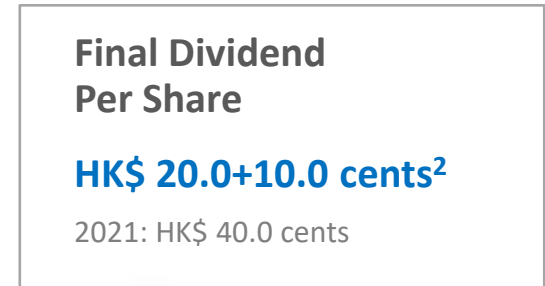 Final Dividend
Per Share
HK$ 20.0+10.0 cents²
2021: HK$ 40.0 cents